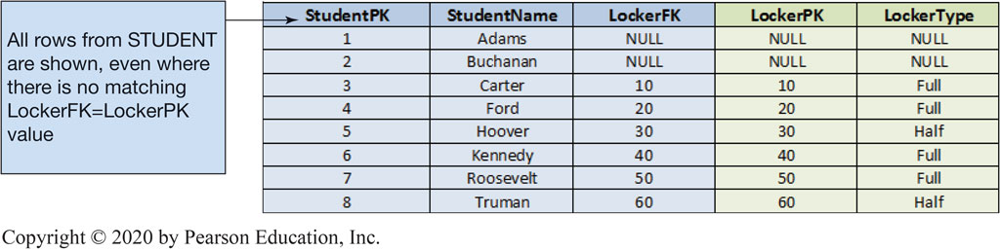 All rows from STUDENT
are shown, even where
there is no matching
LockerFK=LockerPK
value
StudentPK StudentName LockerFK LockerPK LockerType
1 Adams NULL NULL NULL
2 Buchanan NULL NULL NULL
3 Carter 10 10 Full
4 Ford 20 20 Full
5 Hoover 30 30 Half
6 Kennedy 40 40 Full
7 Roosevelt 50 50 Full
8 Truman 60 60 Half
Copyright © 2020 by Pearson Education, Inc.